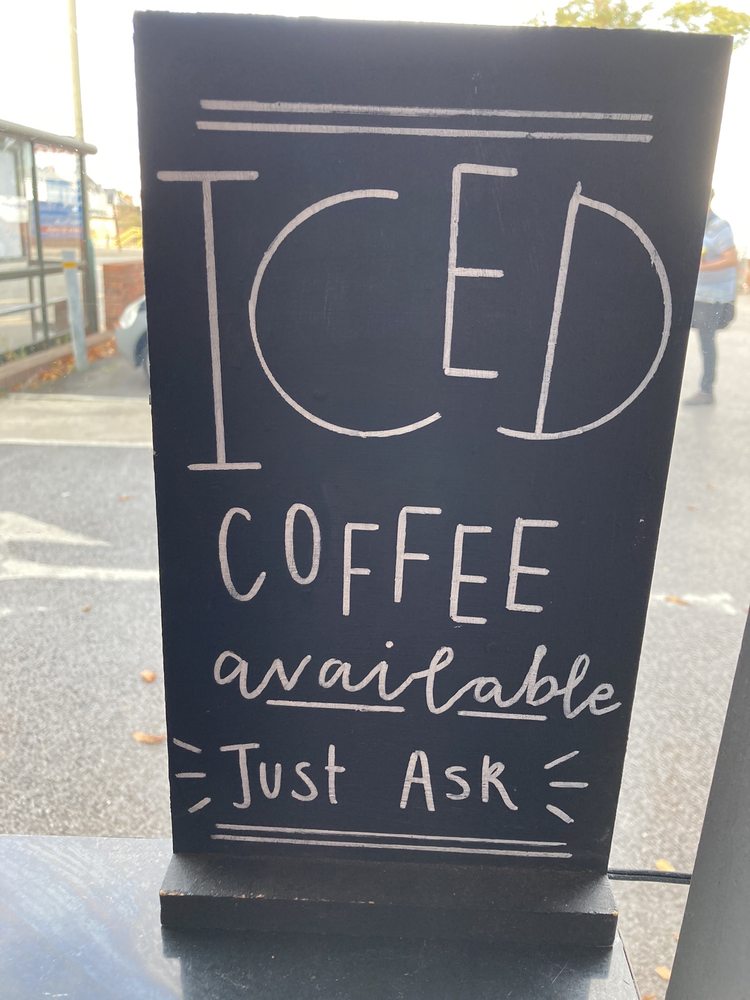 ICED
COFFEE
available
Just Ask